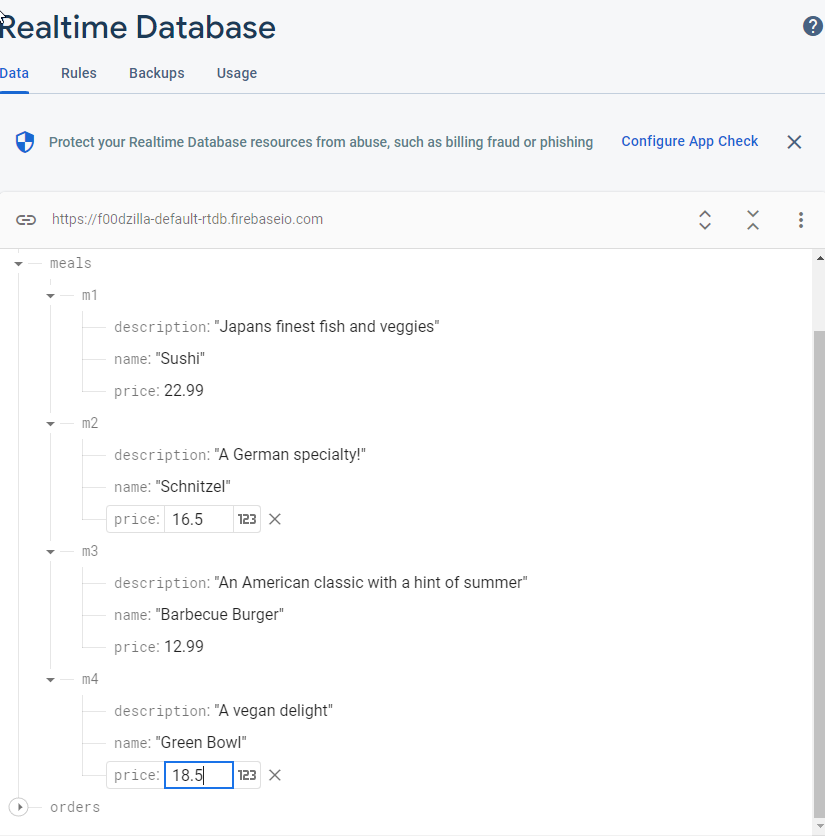 Realtime Database
Data Rules Backups Usage
Protect your Realtime Database resources from abuse, such as billing fraud or phishing Configure App Check
https://f00dzilla-default-rtdb.firebaseio.com
meals
m1
description: "Japans finest fish and veggies"
name: "Sushi"
price: 22.99
m2
description: "A German specialty!"
name: "Schnitzel"
price: 16.5 123
m3
description: "An American classic with a hint of summer"
name: "Barbecue Burger"
price: 12.99
m4
description: "A vegan delight"
name: "Green Bowl"
price: 18.5 123
orders